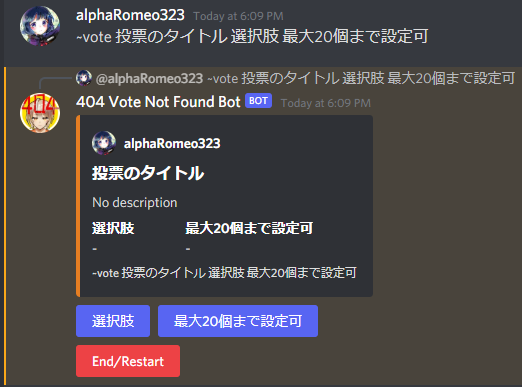 alphaRomeo323 Today at 6:09 PM
~vote 投票のタイトル 選択肢 最大20個まで設定可
@alphaRomeo323 ~vote 投票のタイトル 選択肢 最大20個まで設定可
404
404 Vote Not Found Bot BOT Today at 6:09 PM
alphaRomeo323
投票のタイトル
No description
選択肢 最大20個まで設定可
- -
~vote 投票のタイトル 選択肢 最大20個まで設定可
選択肢 最大20個まで設定可
End/Restart